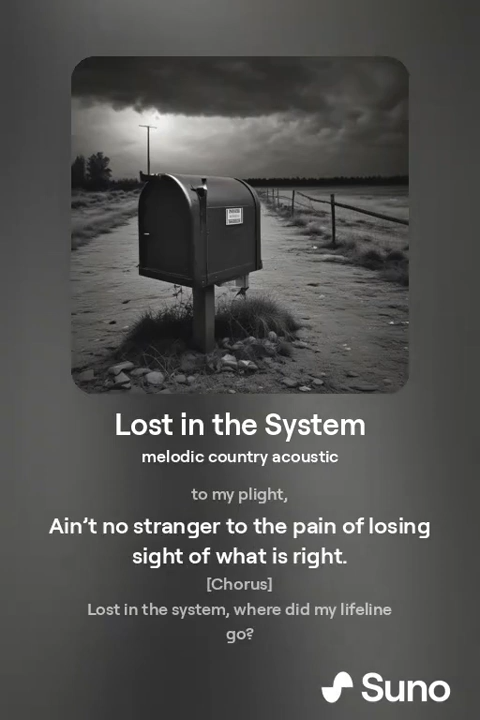 Lost in the System
melodic country acoustic
to my plight,
Ain't no stranger to the pain of losing
sight of what is right.
[Chorus]
Lost in the system, where did my lifeline
go?
Suno